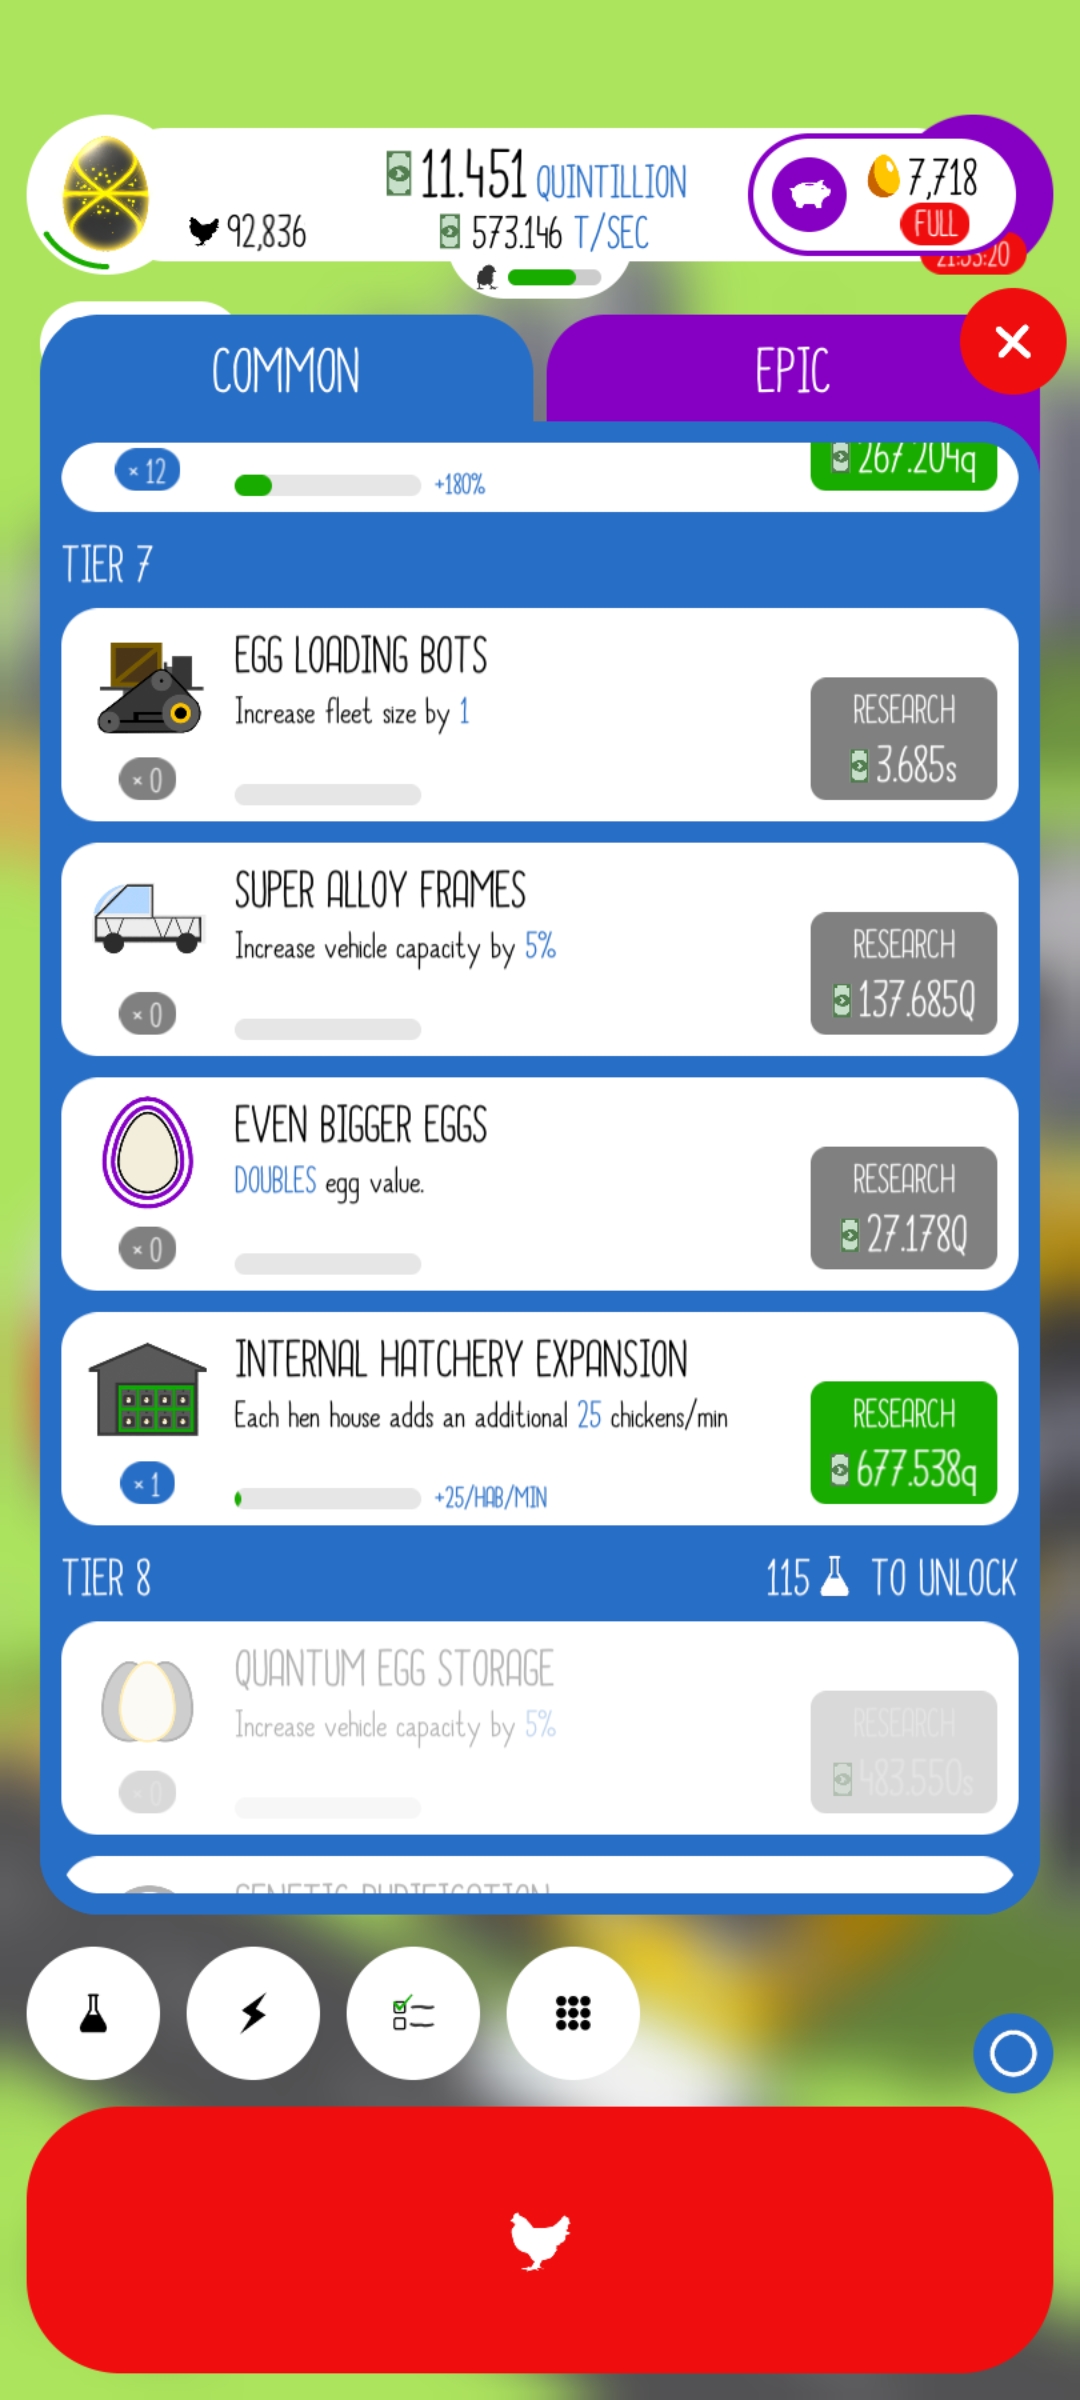 11.451 QUINTILLION
7,718
92,836
573.146 T/SEC
FULL
21:53:20
COMMON
EPIC
× 12
+180%
267.204q
TIER 7
EGG LOADING BOTS
Increase fleet size by 1
RESEARCH
3.685s
× 0
SUPER ALLOY FRAMES
Increase vehicle capacity by 5%
RESEARCH
137.685Q
× 0
EVEN BIGGER EGGS
DOUBLES egg value.
RESEARCH
27.178Q
× 0
INTERNAL HATCHERY EXPANSION
Each hen house adds an additional 25 chickens/min
RESEARCH
677.538q
× 1
+25/HAB/MIN
TIER 8
115 TO UNLOCK
QUANTUM EGG STORAGE
Increase vehicle capacity by 5%
RESEARCH
483.550s
× 0
GENETIC PURIFICATION